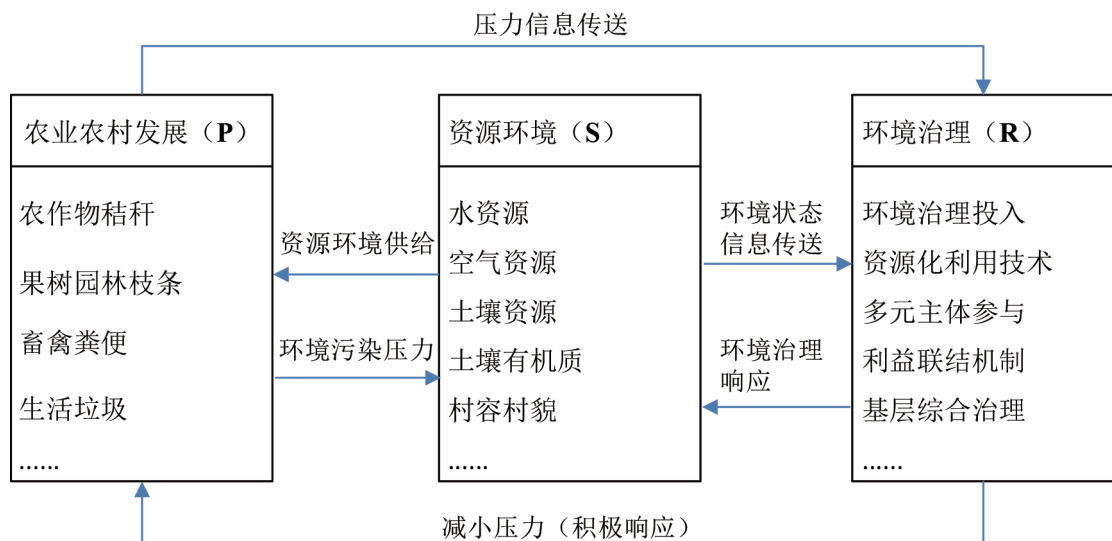 压力信息传送
农业农村发展（P）
农作物秸秆
果树园林枝条
畜禽粪便
生活垃圾
......
资源环境供给
环境污染压力
资源环境（S）
水资源
空气资源
土壤资源
土壤有机质
村容村貌
......
环境状态
信息传送
环境治理
响应
环境治理（R）
环境治理投入
资源化利用技术
多元主体参与
利益联结机制
基层综合治理
......
减小压力（积极响应）